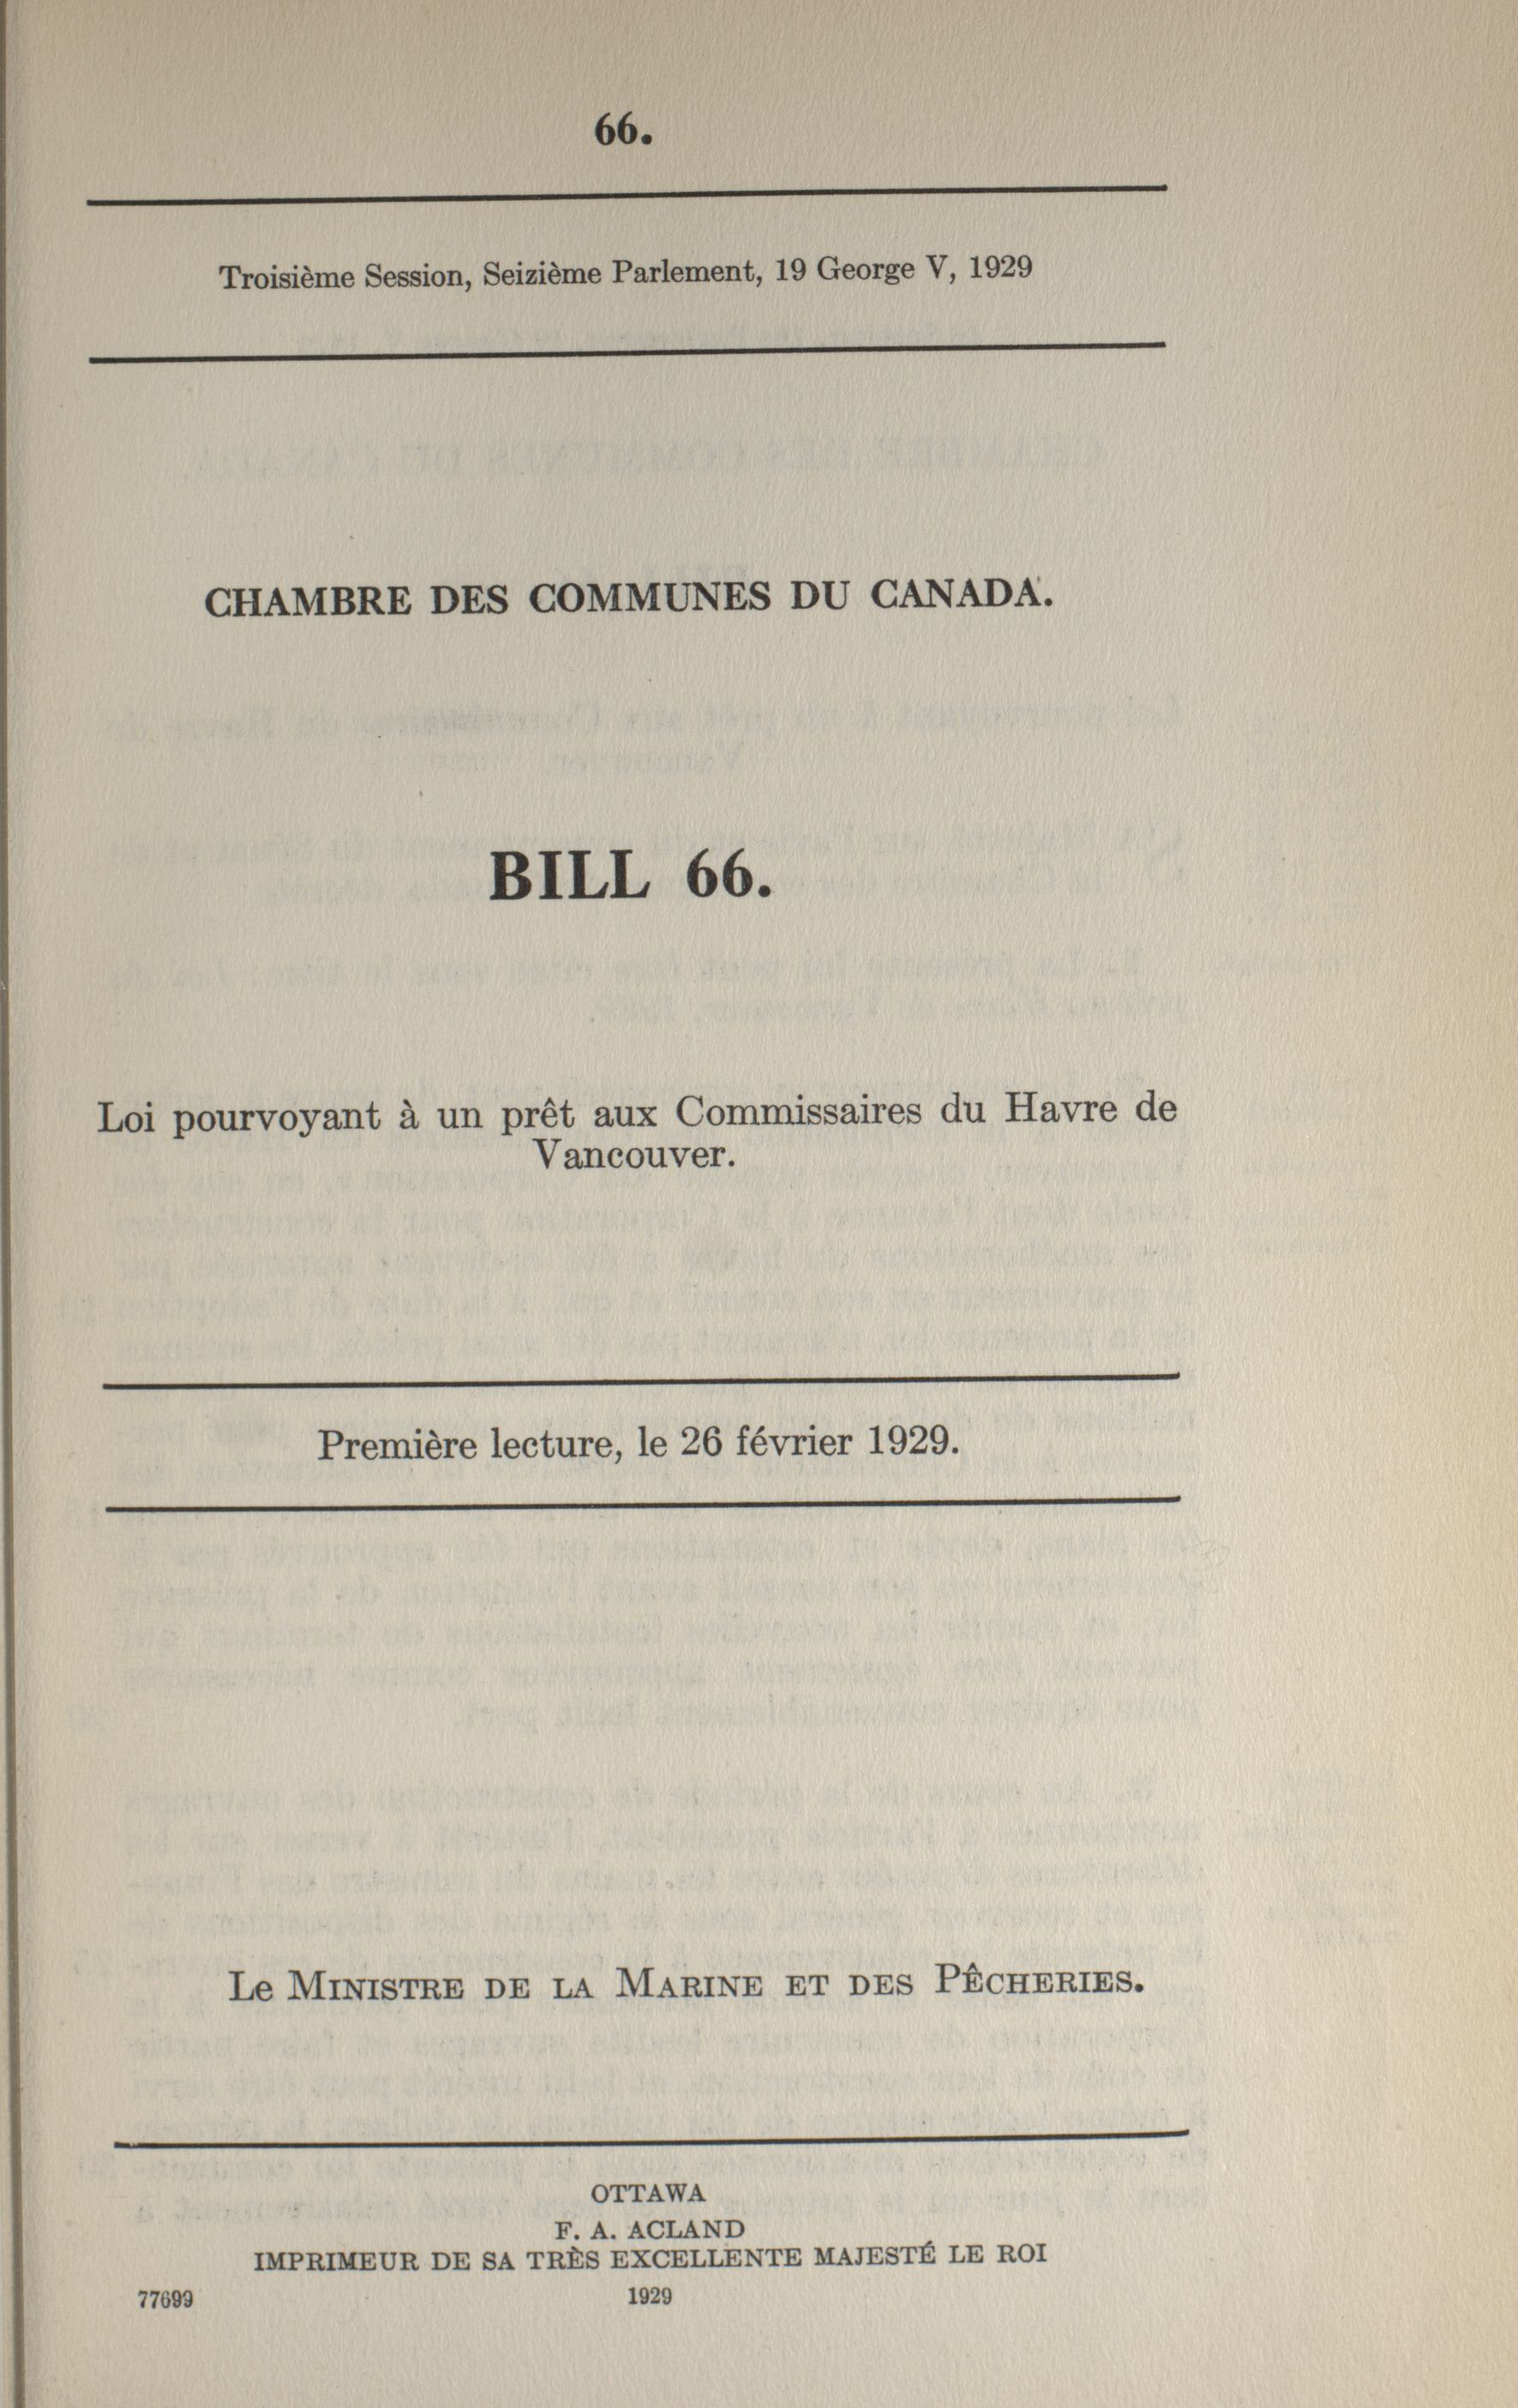 66.
Troisième Session, Seizième Parlement, 19 George V, 1929
CHAMBRE DES COMMUNES DU CANADA.
BILL 66.
Loi pourvoyant à un prêt aux Commissaires du Havre de
Vancouver.
Première lecture, le 26 février 1929.
Le MINISTRE DE LA MARINE ET DES PÊCHERIES.
OTTAWA
F. A. ACLAND
IMPRIMEUR DE SA TRÈS EXCELLENTE MAJESTÉ LE ROI
77699 1929